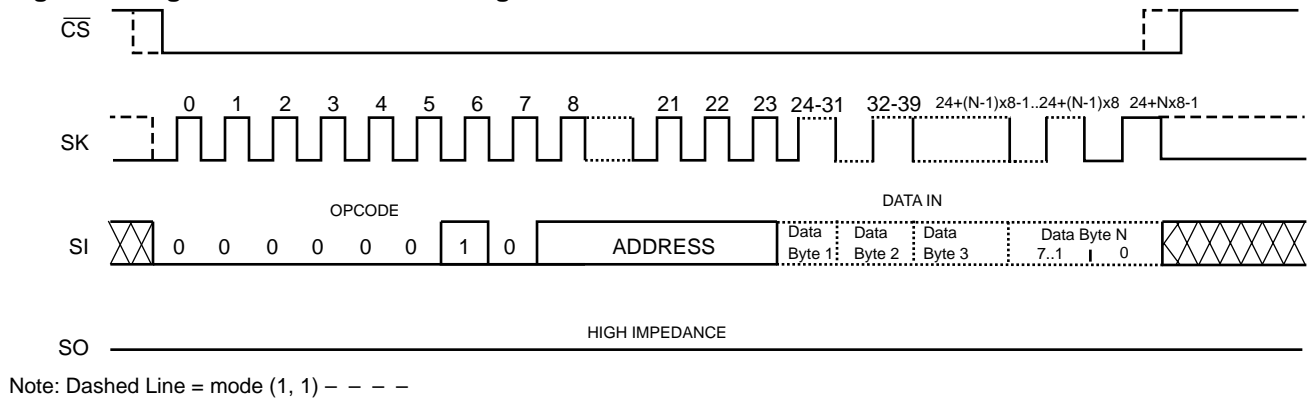 CS
0 1 2 3 4 5 6 7 8 21 22 23 24-31 32-39 24+(N-1)x8-1..24+(N-1)x8 24+Nx8-1
SK
OPCODE
DATA IN
SI 0 0 0 0 0 0 1 0 ADDRESS
Data Byte 1
Data Byte 2
Data Byte 3
Data Byte N
7..1 0
HIGH IMPEDANCE
SO
Note: Dashed Line = mode (1, 1) – – – –